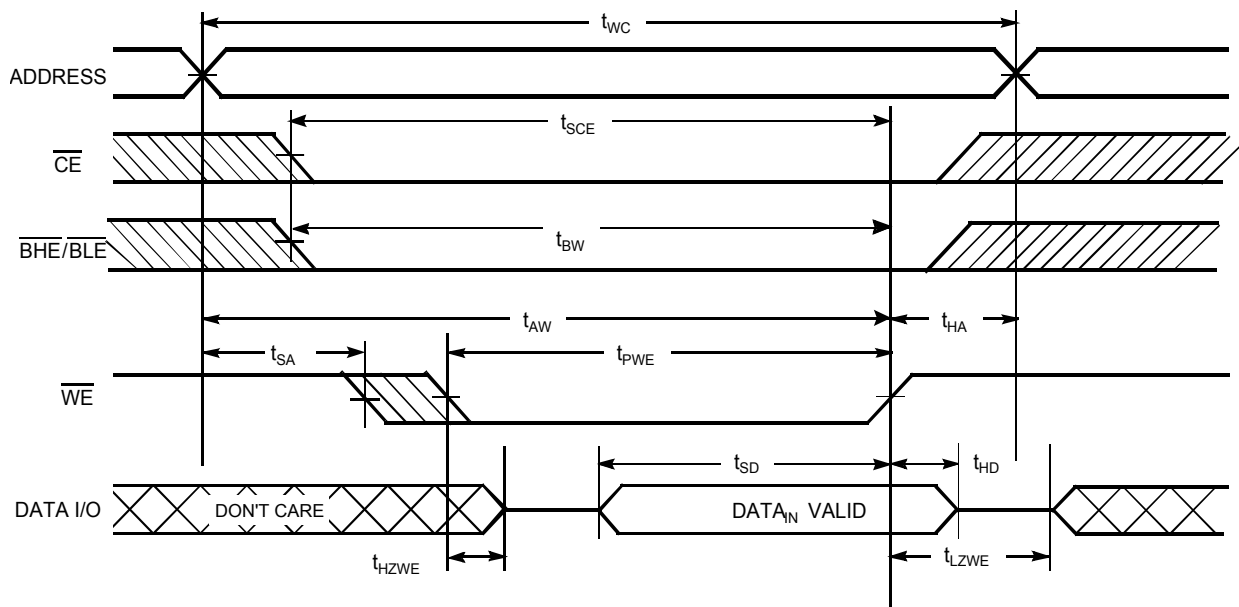 tWC
ADDRESS
tSCE
CE
tBW
BHE/BLE
tAW
tHA
tSA
tPWE
WE
tSD
tHD
DATA I/O
DON'T CARE
DATAIN VALID
tHZWE
tLZWE